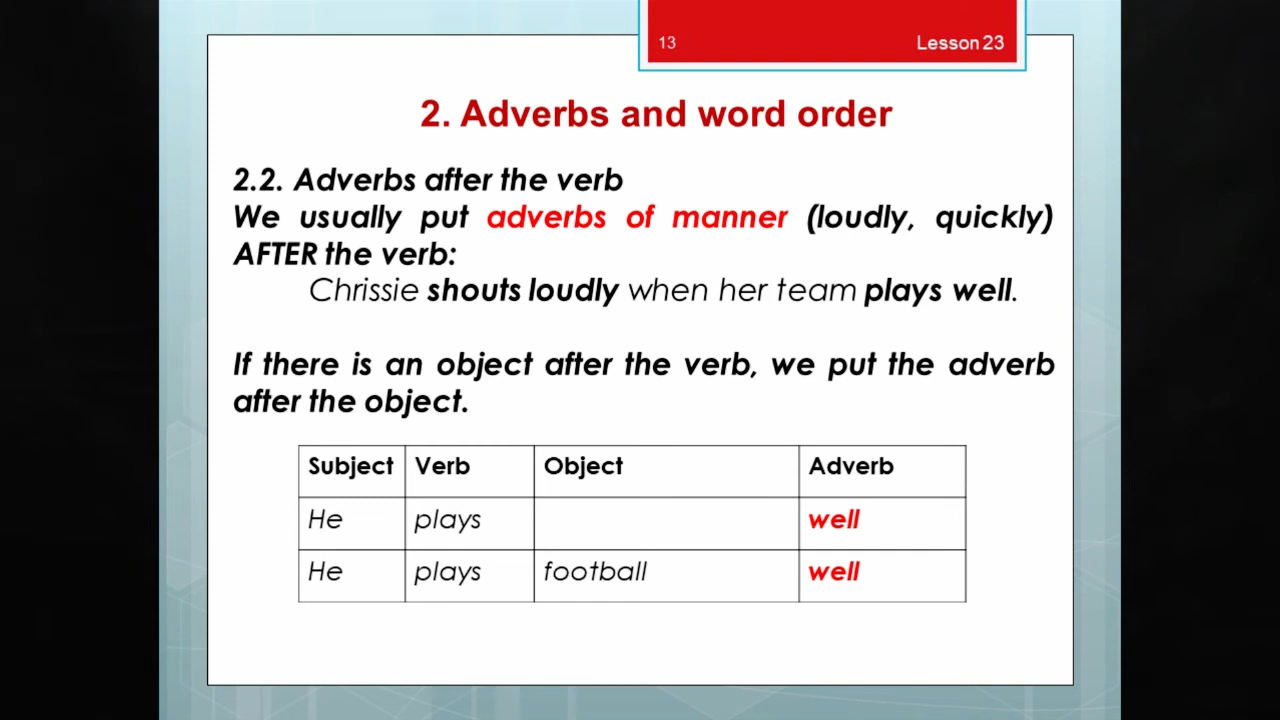 13 Lesson 23
2. Adverbs and word order
2.2. Adverbs after the verb
We usually put adverbs of manner (loudly, quickly)
AFTER the verb:
Chrissie shouts loudly when her team plays well.
If there is an object after the verb, we put the adverb
after the object.
Subject Verb Object Adverb
He plays well
He plays football well